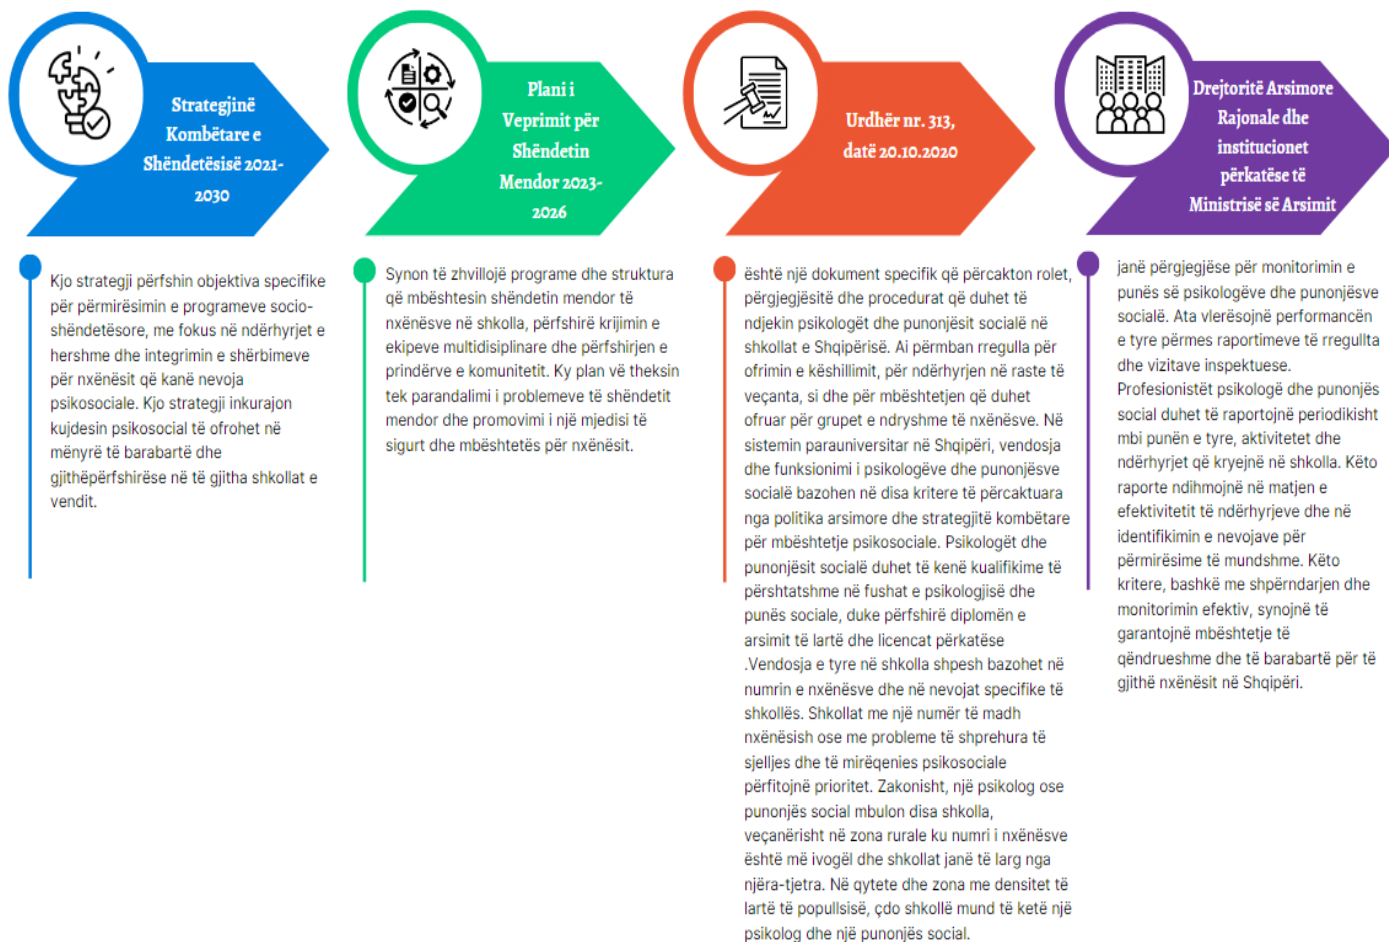 Strategjinë
Kombëtare e
Shëndetësisë 2021-
2030
Kjo strategji përfshin objektiva specifike
për përmirësimin e programeve socio-
shëndetësore, me fokus në ndërhyrjet e
hershme dhe integrimin e shërbimeve
për nxënësit që kanë nevoja
psikosociale. Kjo strategji inkurajon
kujdesin psikosocial të ofrohet në
mënyrë të barabartë dhe
gjithëpërfshirëse në të gjitha shkollat e
vendit.
Plani i
Veprimit për
Shëndetin
Mendor 2023-
2026
Synon të zhvillojë programe dhe struktura
që mbështesin shëndetin mendor të
nxënësve në shkolla, përfshirë krijimin e
ekipeve multidisiplinare dhe përfshirjen e
prindërve e komunitetit. Ky plan vë theksin
tek parandalimi i problemeve të shëndetit
mendor dhe promovimi i një mjedisi të
sigurt dhe mbështetës për nxënësit.
Urdhër nr. 313,
datë 20.10.2020
është një dokument specifik që përcakton rolet,
përgjegjësitë dhe procedurat që duhet të
ndjekin psikologët dhe punonjësit socialë në
shkollat e Shqipërisë. Ai përmban rregulla për
ofrimin e këshillimit, për ndërhyrjen në raste të
veçanta, si dhe për mbështetjen që duhet
ofruar për grupet e ndryshme të nxënësve. Në
sistemin parauniversitar në Shqipëri, vendosja
dhe funksionimi i psikologëve dhe punonjësve
socialë bazohen në disa kritere të përcaktuara
nga politika arsimore dhe strategjitë kombëtare
për mbështetje psikosociale. Psikologët dhe
punonjësit socialë duhet të kenë kualifikime të
përshtatshme në fushat e psikologjisë dhe
punës sociale, duke përfshirë diplomën e
arsimit të lartë dhe licencat përkatëse
.Vendosja e tyre në shkolla shpesh bazohet në
numrin e nxënësve dhe në nevojat specifike të
shkollës. Shkollat me një numër të madh
nxënësish ose me probleme të shprehura të
sjelljes dhe të mirëqenies psikosociale
përfitojnë prioritet. Zakonisht, një psikolog ose
punonjës social mbulon disa shkolla,
veçanërisht në zona rurale ku numri i nxënësve
është më ivogël dhe shkollat janë të larg nga
njëra-tjetra. Në qytete dhe zona me densitet të
lartë të popullsisë, çdo shkollë mund të ketë një
psikolog dhe një punonjës social.
Drejtoritë Arsimore
Rajonale dhe
institucionet
përkatëse të
Ministrisë së Arsimit
janë përgjegjëse për monitorimin e
punës së psikologëve dhe punonjësve
socialë. Ata vlerësojnë performancën
e tyre përmes raportimeve të rregullta
dhe vizitave inspektuese.
Profesionistët psikologë dhe punonjës
social duhet të raportojnë periodikisht
mbi punën e tyre, aktivitetet dhe
ndërhyrjet që kryejnë në shkolla. Këto
raporte ndihmojnë në matjen e
efektivitetit të ndërhyrjeve dhe në
identifikimin e nevojave për
përmirësime të mundshme. Këto
kritere, bashkë me shpërndarjen dhe
monitorimin efektiv, synojnë të
garantojnë mbështetje të
qëndrueshme dhe të barabartë për të
gjithë nxënësit në Shqipëri.